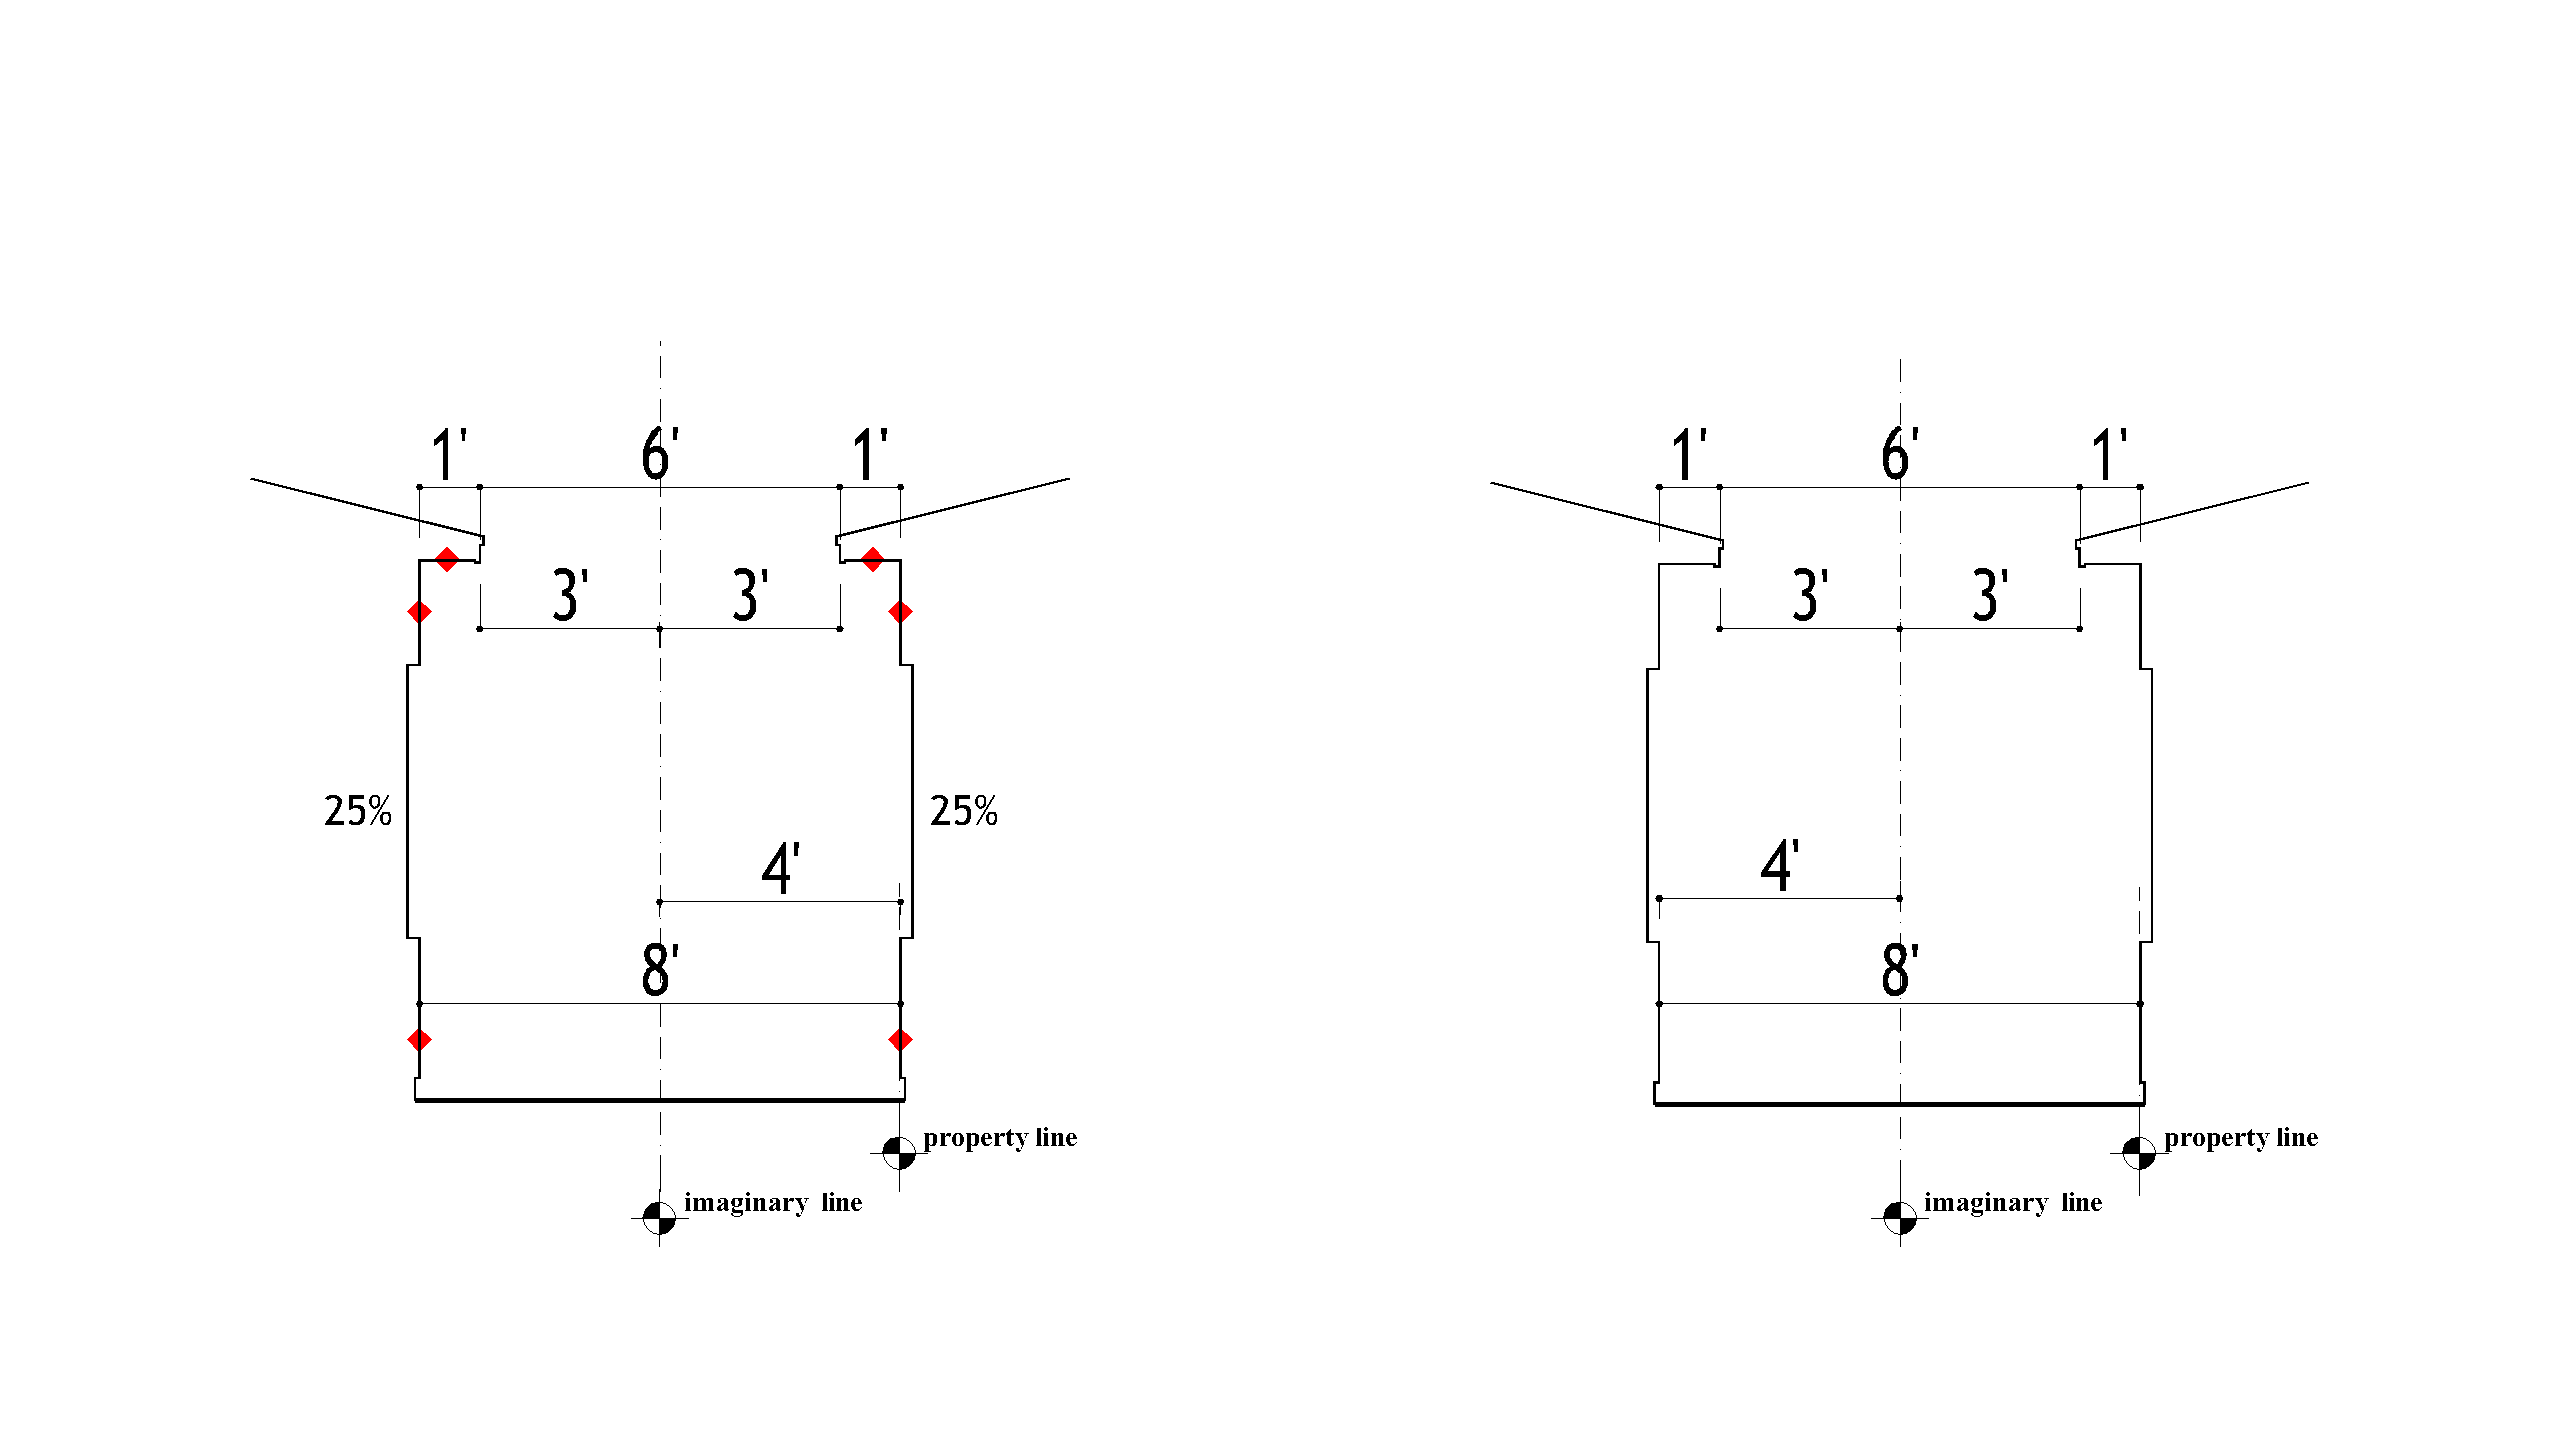 1' 6' 1'
3' 3'
25% 25%
4'
8'
property line
imaginary line
1' 6' 1'
3' 3'
4'
8'
property line
imaginary line